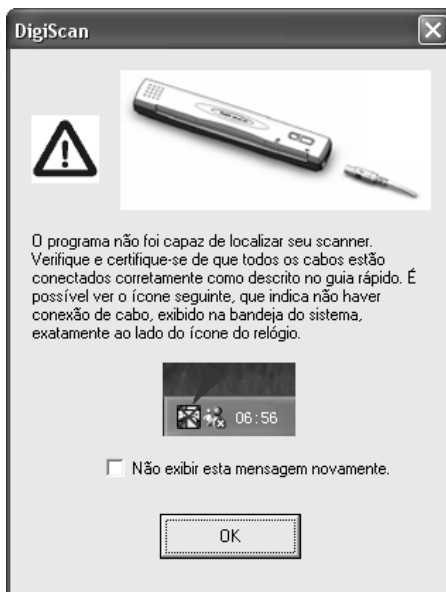 DigiScan
O programa não foi capaz de localizar seu scanner.
Verifique e certifique-se de que todos os cabos estão
conectados corretamente como descrito no guia rápido. É
possível ver o ícone seguinte, que indica não haver
conexão de cabo, exibido na bandeja do sistema,
exatamente ao lado do ícone do relógio.
06:56
Não exibir esta mensagem novamente.
OK